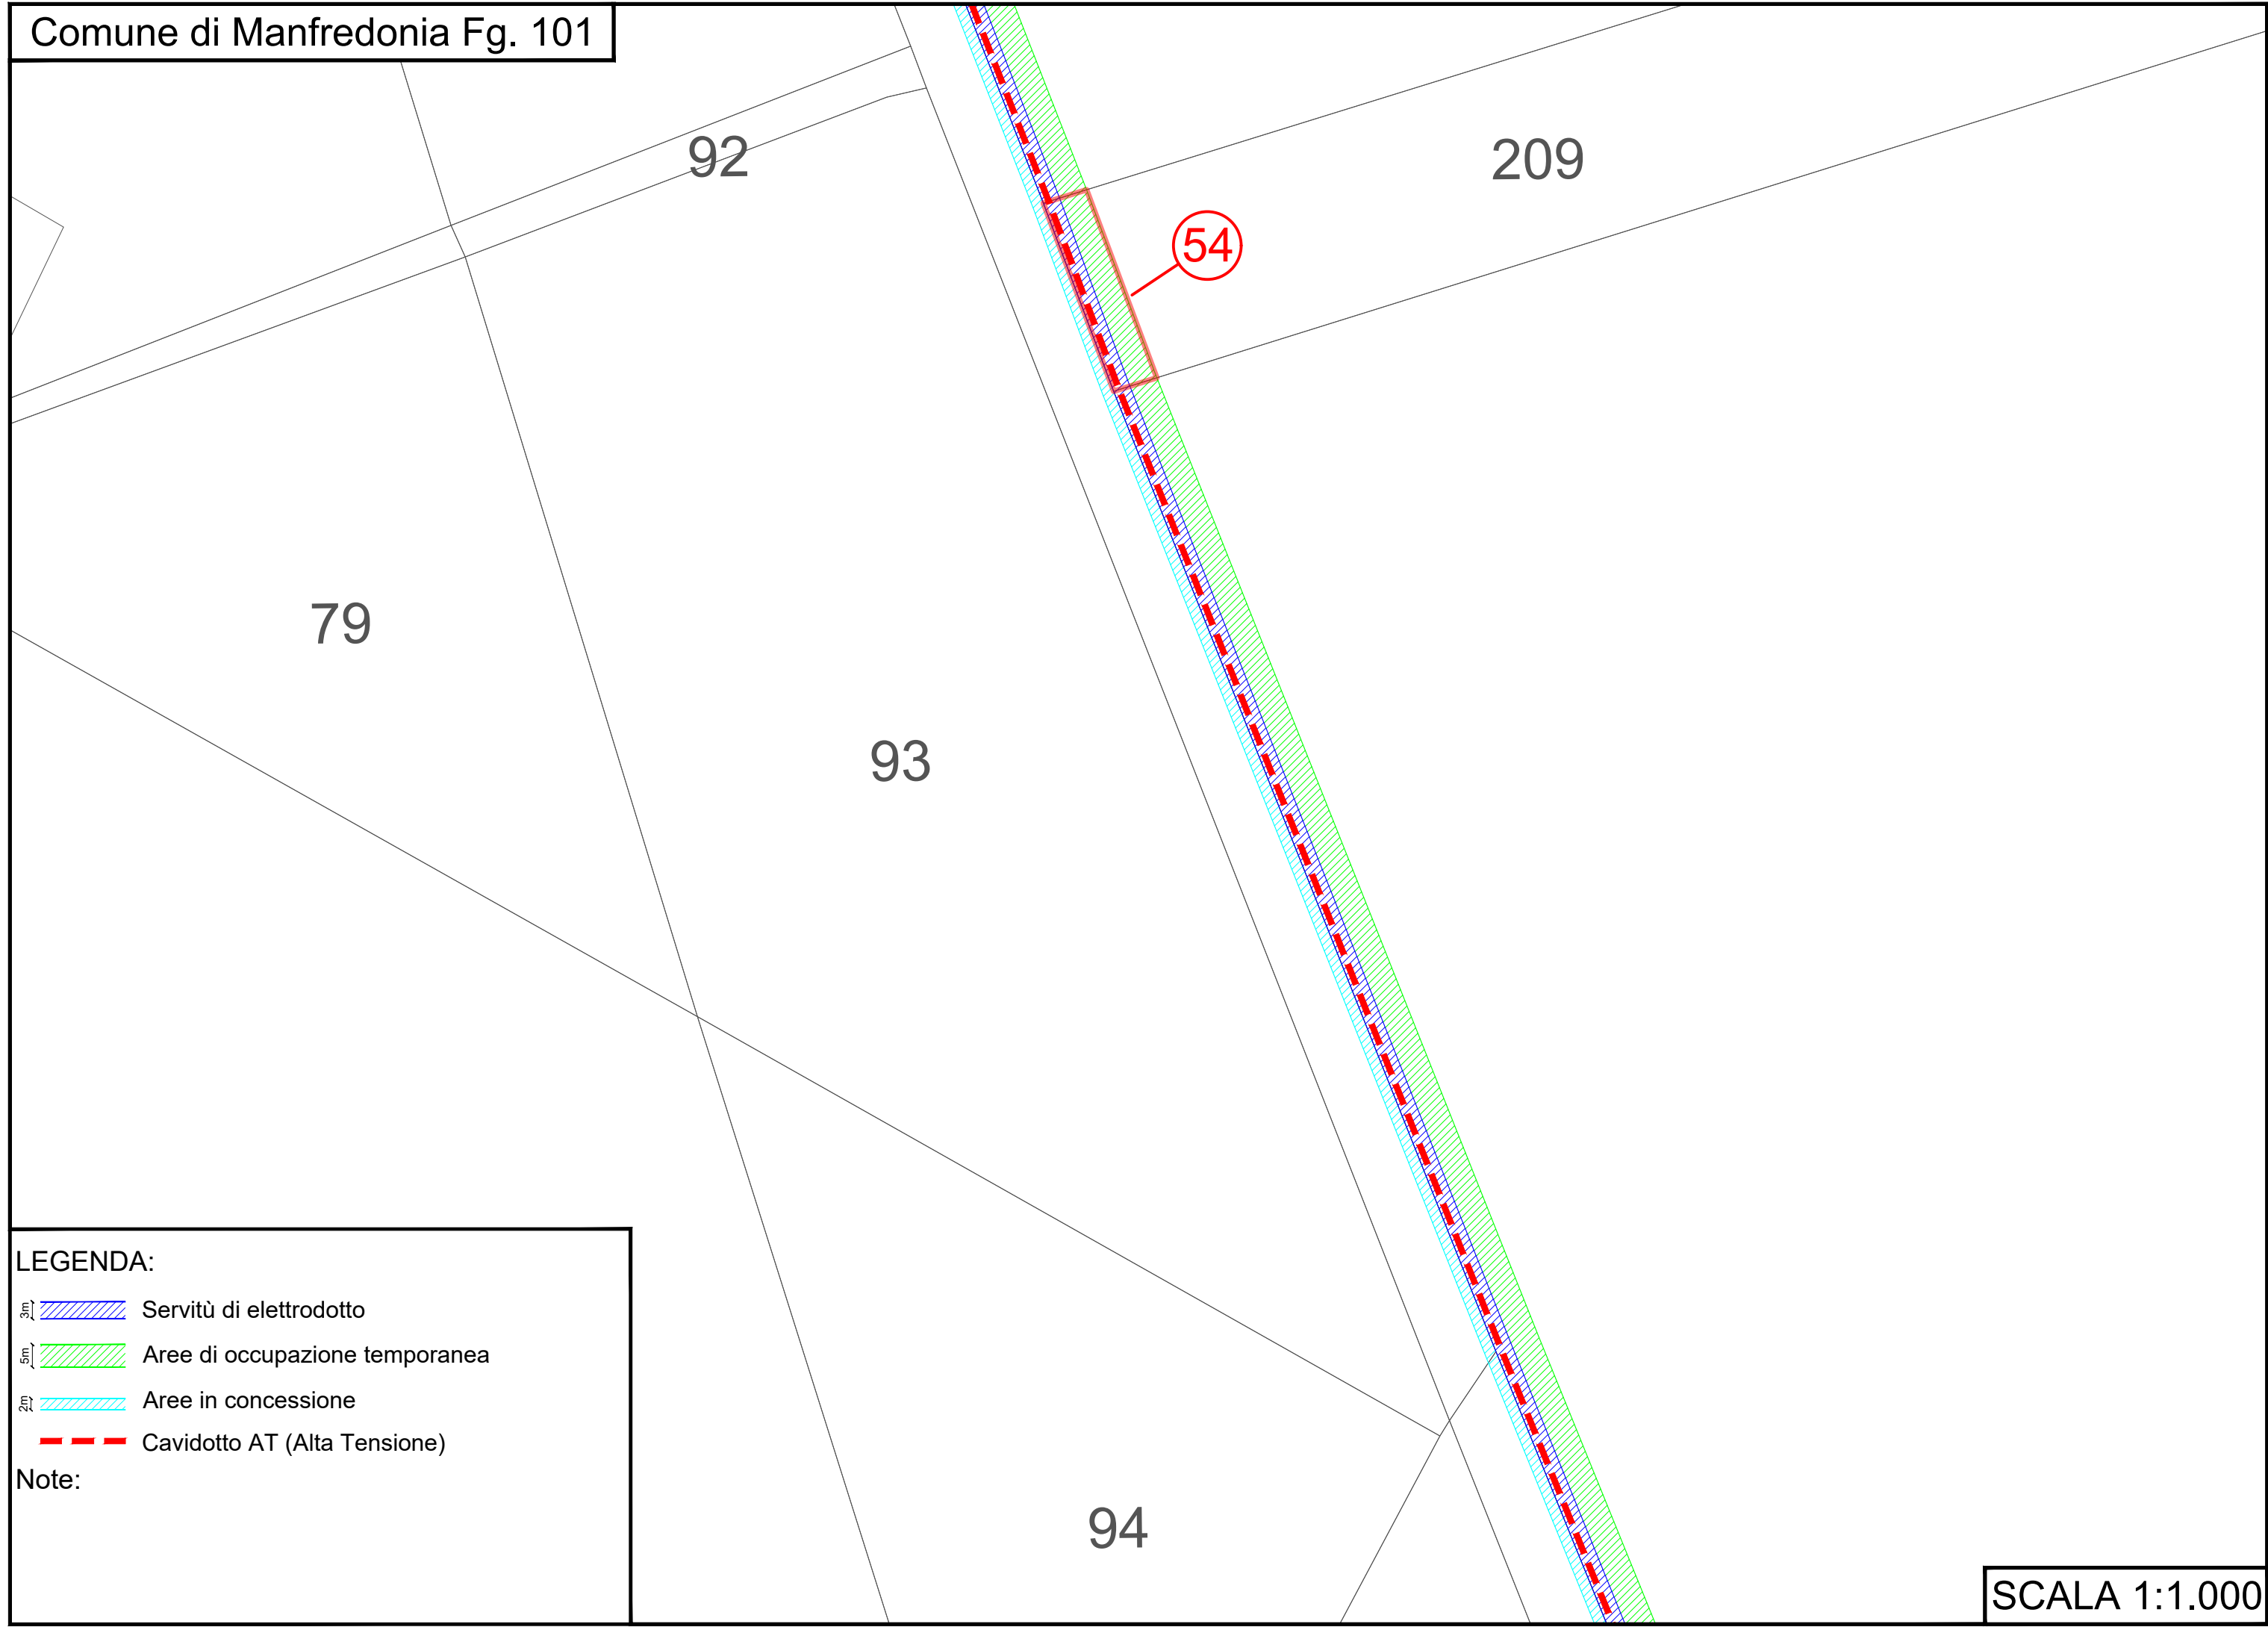 Comune di Manfredonia Fg. 101
92
209
54
79
93
LEGENDA:
3m Servitù di elettrodotto
5m Aree di occupazione temporanea
2m Aree in concessione
Cavidotto AT (Alta Tensione)
Note:
94
SCALA 1:1.000